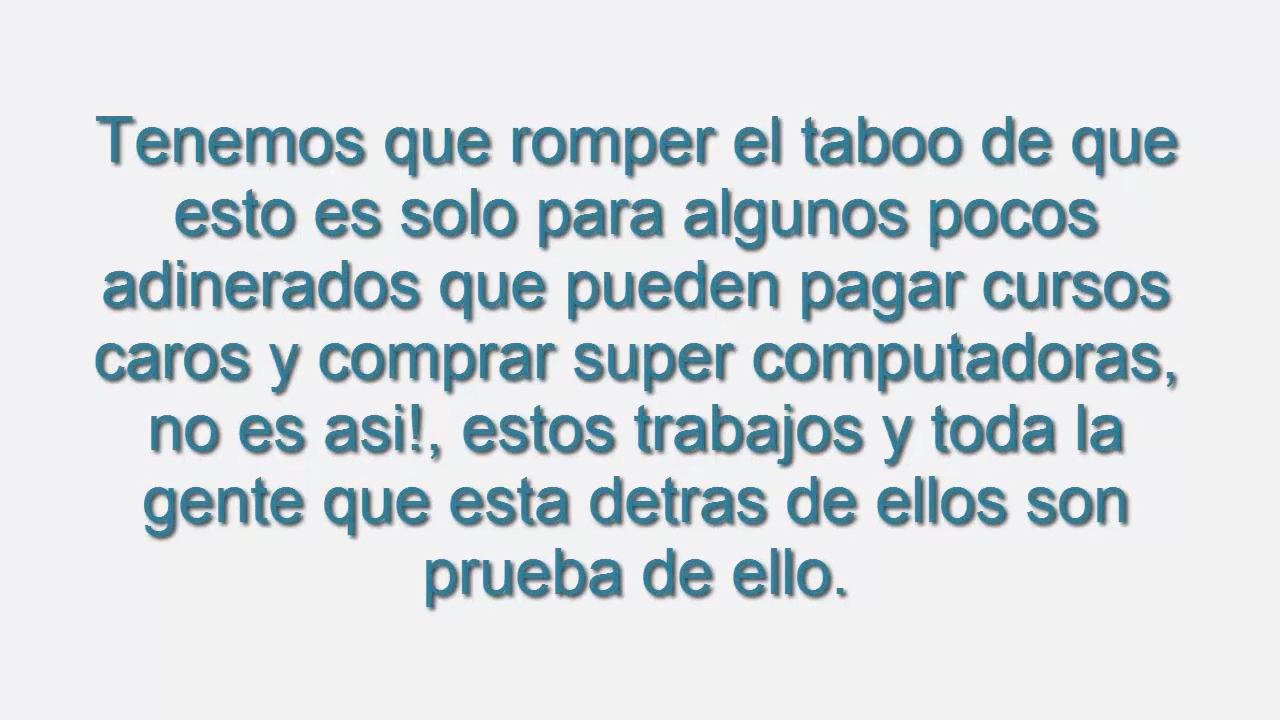 Tenemos que romper el taboo de que
esto es solo para algunos pocos
adinerados que pueden pagar cursos
caros y comprar super computadoras,
no es asi!, estos trabajos y toda la
gente que esta detras de ellos son
prueba de ello.